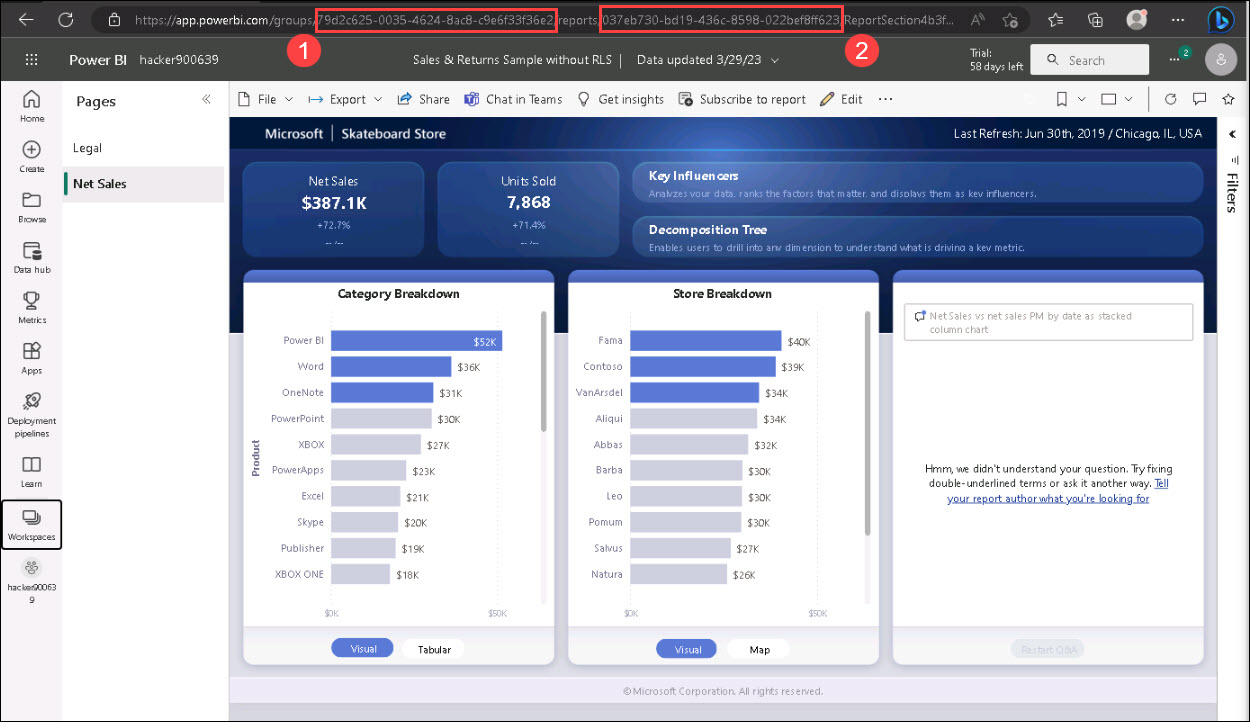 https://app.powerbi.com/groups/79d2c625-0035-4624-8ac8-c9e6f33f36e2/reports/037eb730-bd19-436c-8598-022bef8ff623/ReportSection4b3f...
1
2
Power BI hacker900639
Sales & Returns Sample without RLS | Data updated 3/29/23
Trial:
58 days left
Search
2
Home
Create
Browse
Data hub
Metrics
Apps
Deployment
pipelines
Learn
Workspaces
hacker90063
9
Pages
Legal
Net Sales
File
Export
Share
Chat in Teams
Get insights
Subscribe to report
Edit
Microsoft | Skateboard Store
Last Refresh: Jun 30th, 2019 / Chicago, IL, USA
Net Sales
$387.1K
+72.7%
--/--
Units Sold
7,868
+71.4%
--/--
Key Influencers
Analyzes your data, ranks the factors that matter, and displays them as key influencers.
Decomposition Tree
Enables users to drill into any dimension to understand what is driving a key metric.
Filters
Category Breakdown
Product
Power BI $52K
Word $36K
OneNote $31K
PowerPoint $30K
XBOX $27K
PowerApps $23K
Excel $21K
Skype $20K
Publisher $19K
XBOX ONE $18K
$0K $50K
Visual Tabular
Store Breakdown
Fama $40K
Contoso $39K
VanArsdel $34K
Aliqui $34K
Abbas $32K
Barba $30K
Leo $30K
Pomum $30K
Salvus $27K
Natura $26K
$0K $50K
Visual Map
Net Sales vs net sales PM by date as stacked
column chart
Hmm, we didn't understand your question. Try fixing
double-underlined terms or ask it another way. Tell
your report author what you're looking for
Restart Q&A
© Microsoft Corporation. All rights reserved.